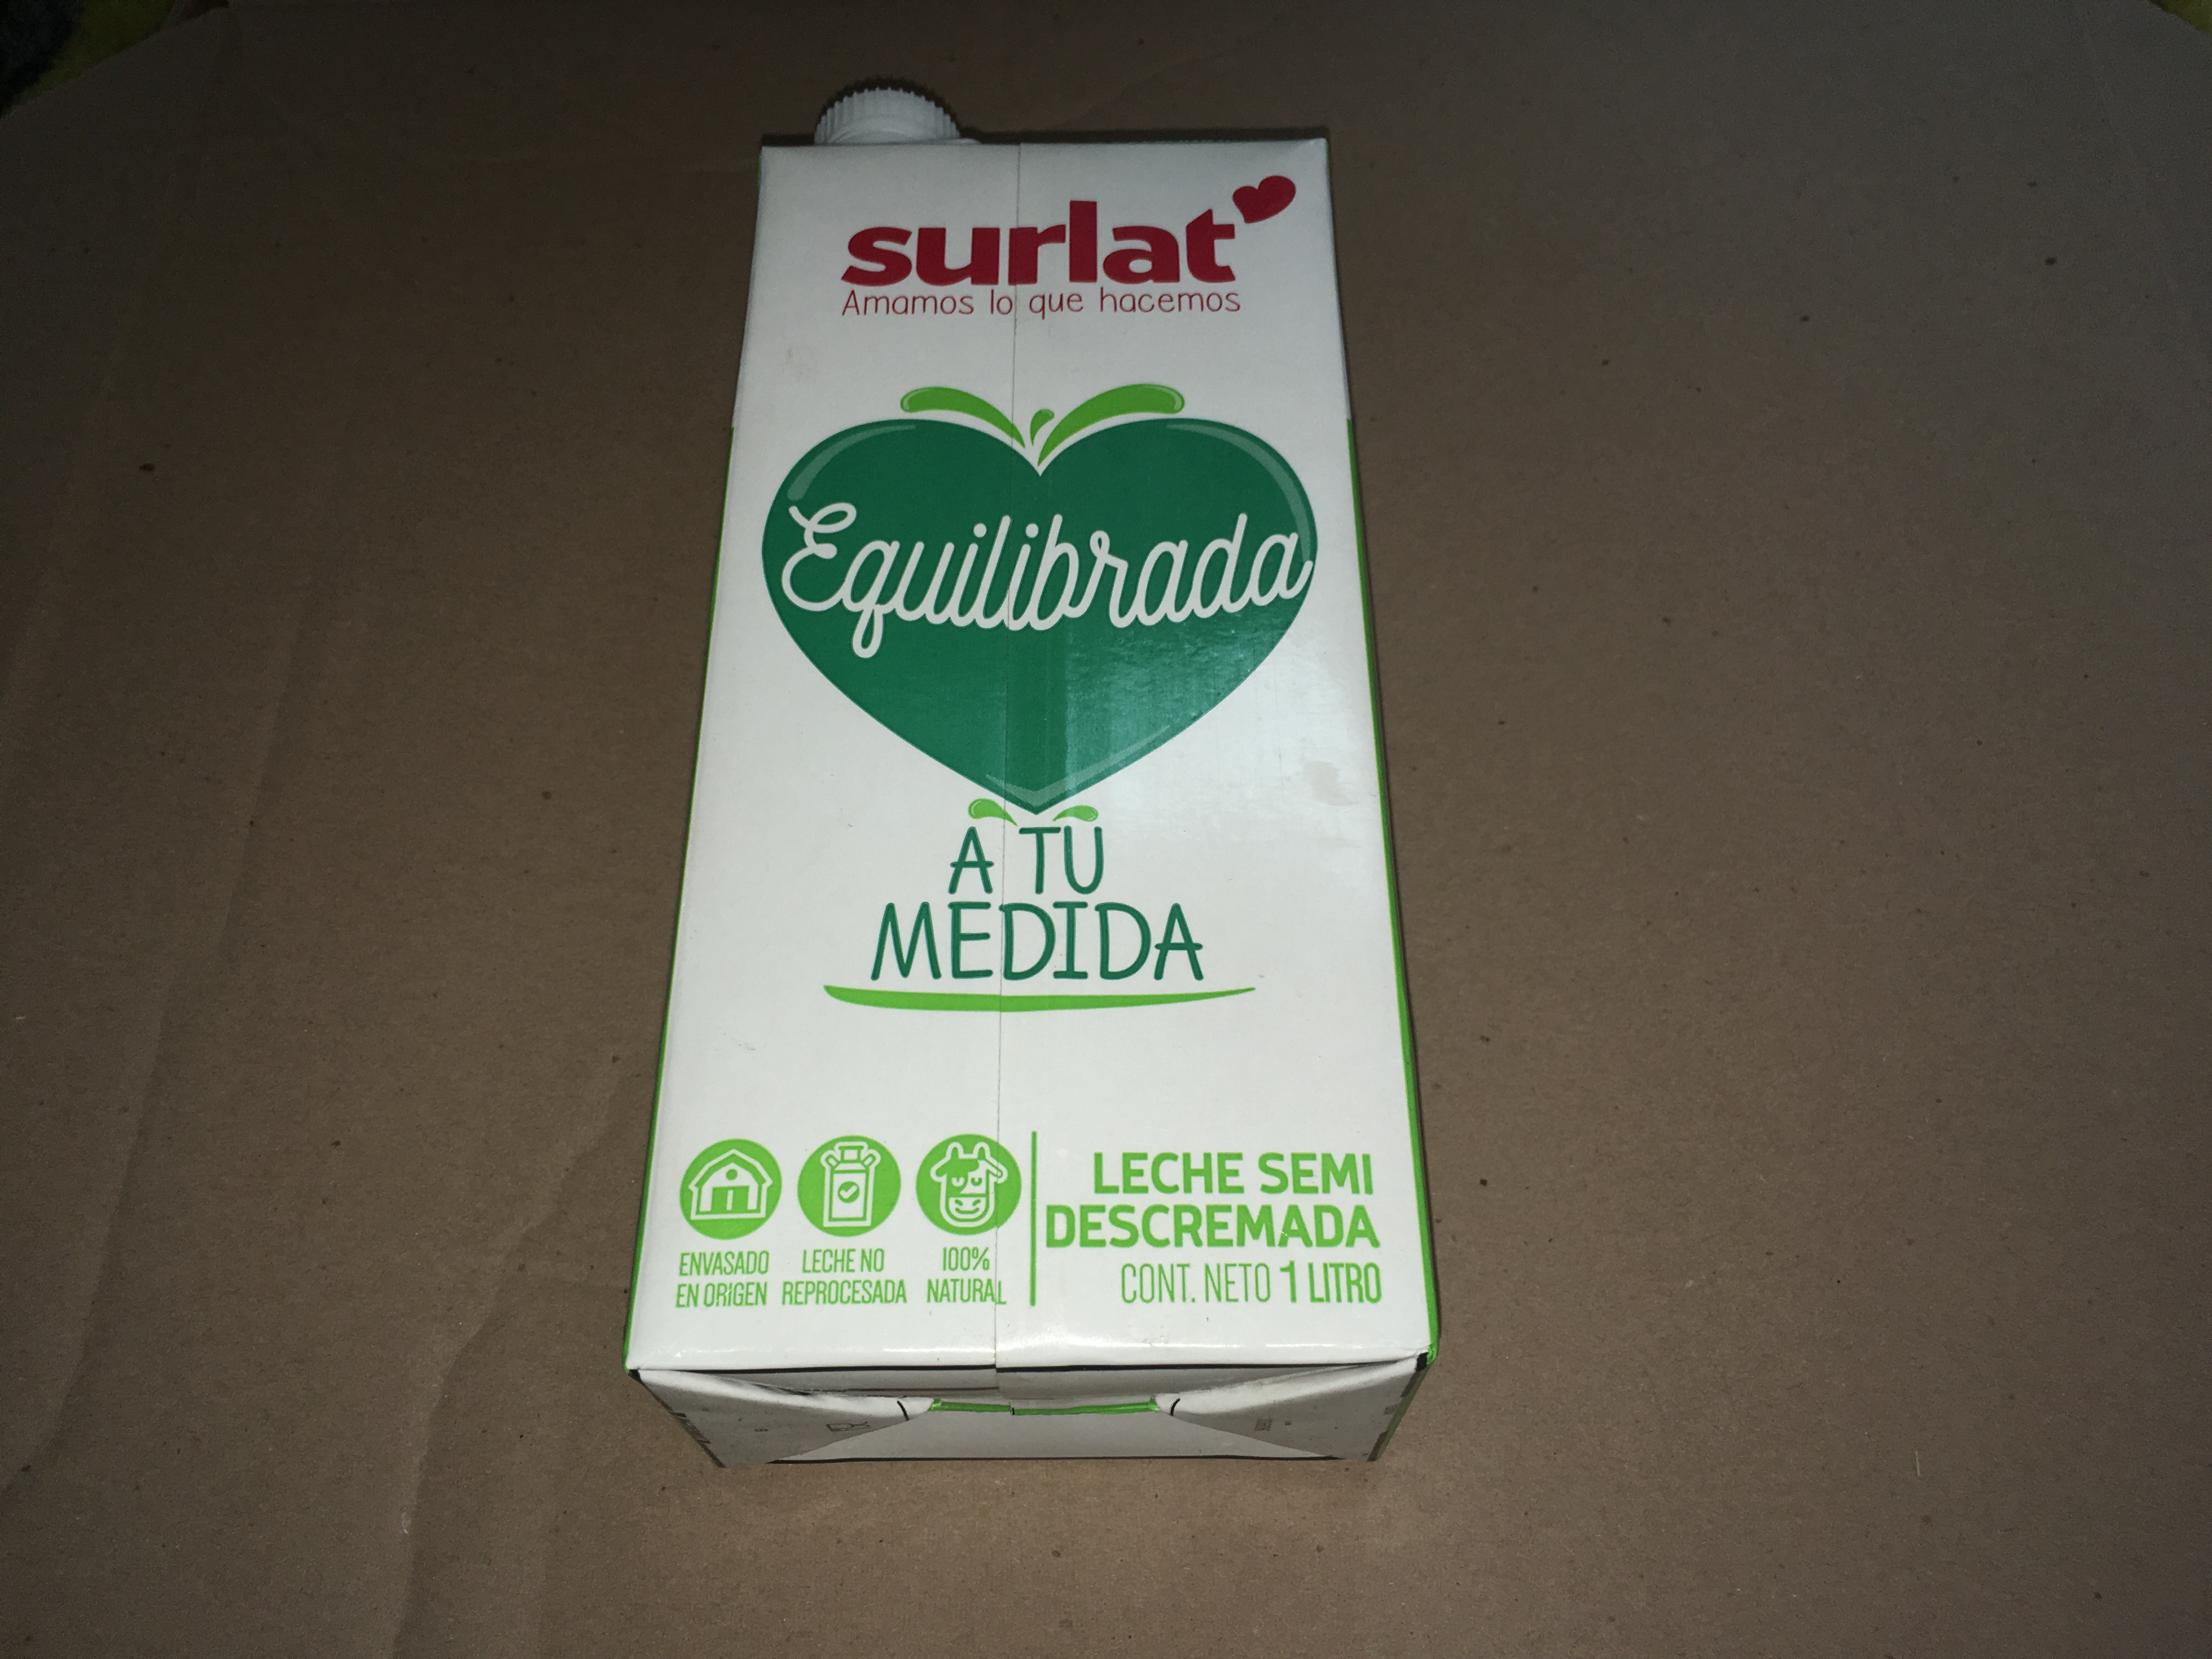 surlat
Amamos lo que hacemos
Equilibrada
A TU
MEDIDA
ENVASADO
EN ORIGEN
LECHE NO
REPROCESADA
100%
NATURAL
LECHE SEMI
DESCREMADA
CONT. NETO 1 LITRO